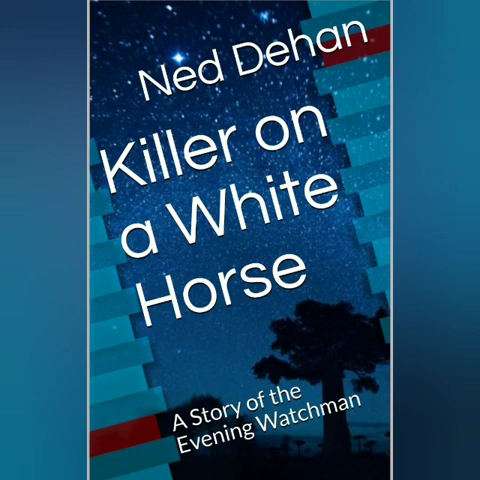 Ned Dehan
Killer on
a White
Horse
A Story of the
Evening Watchman